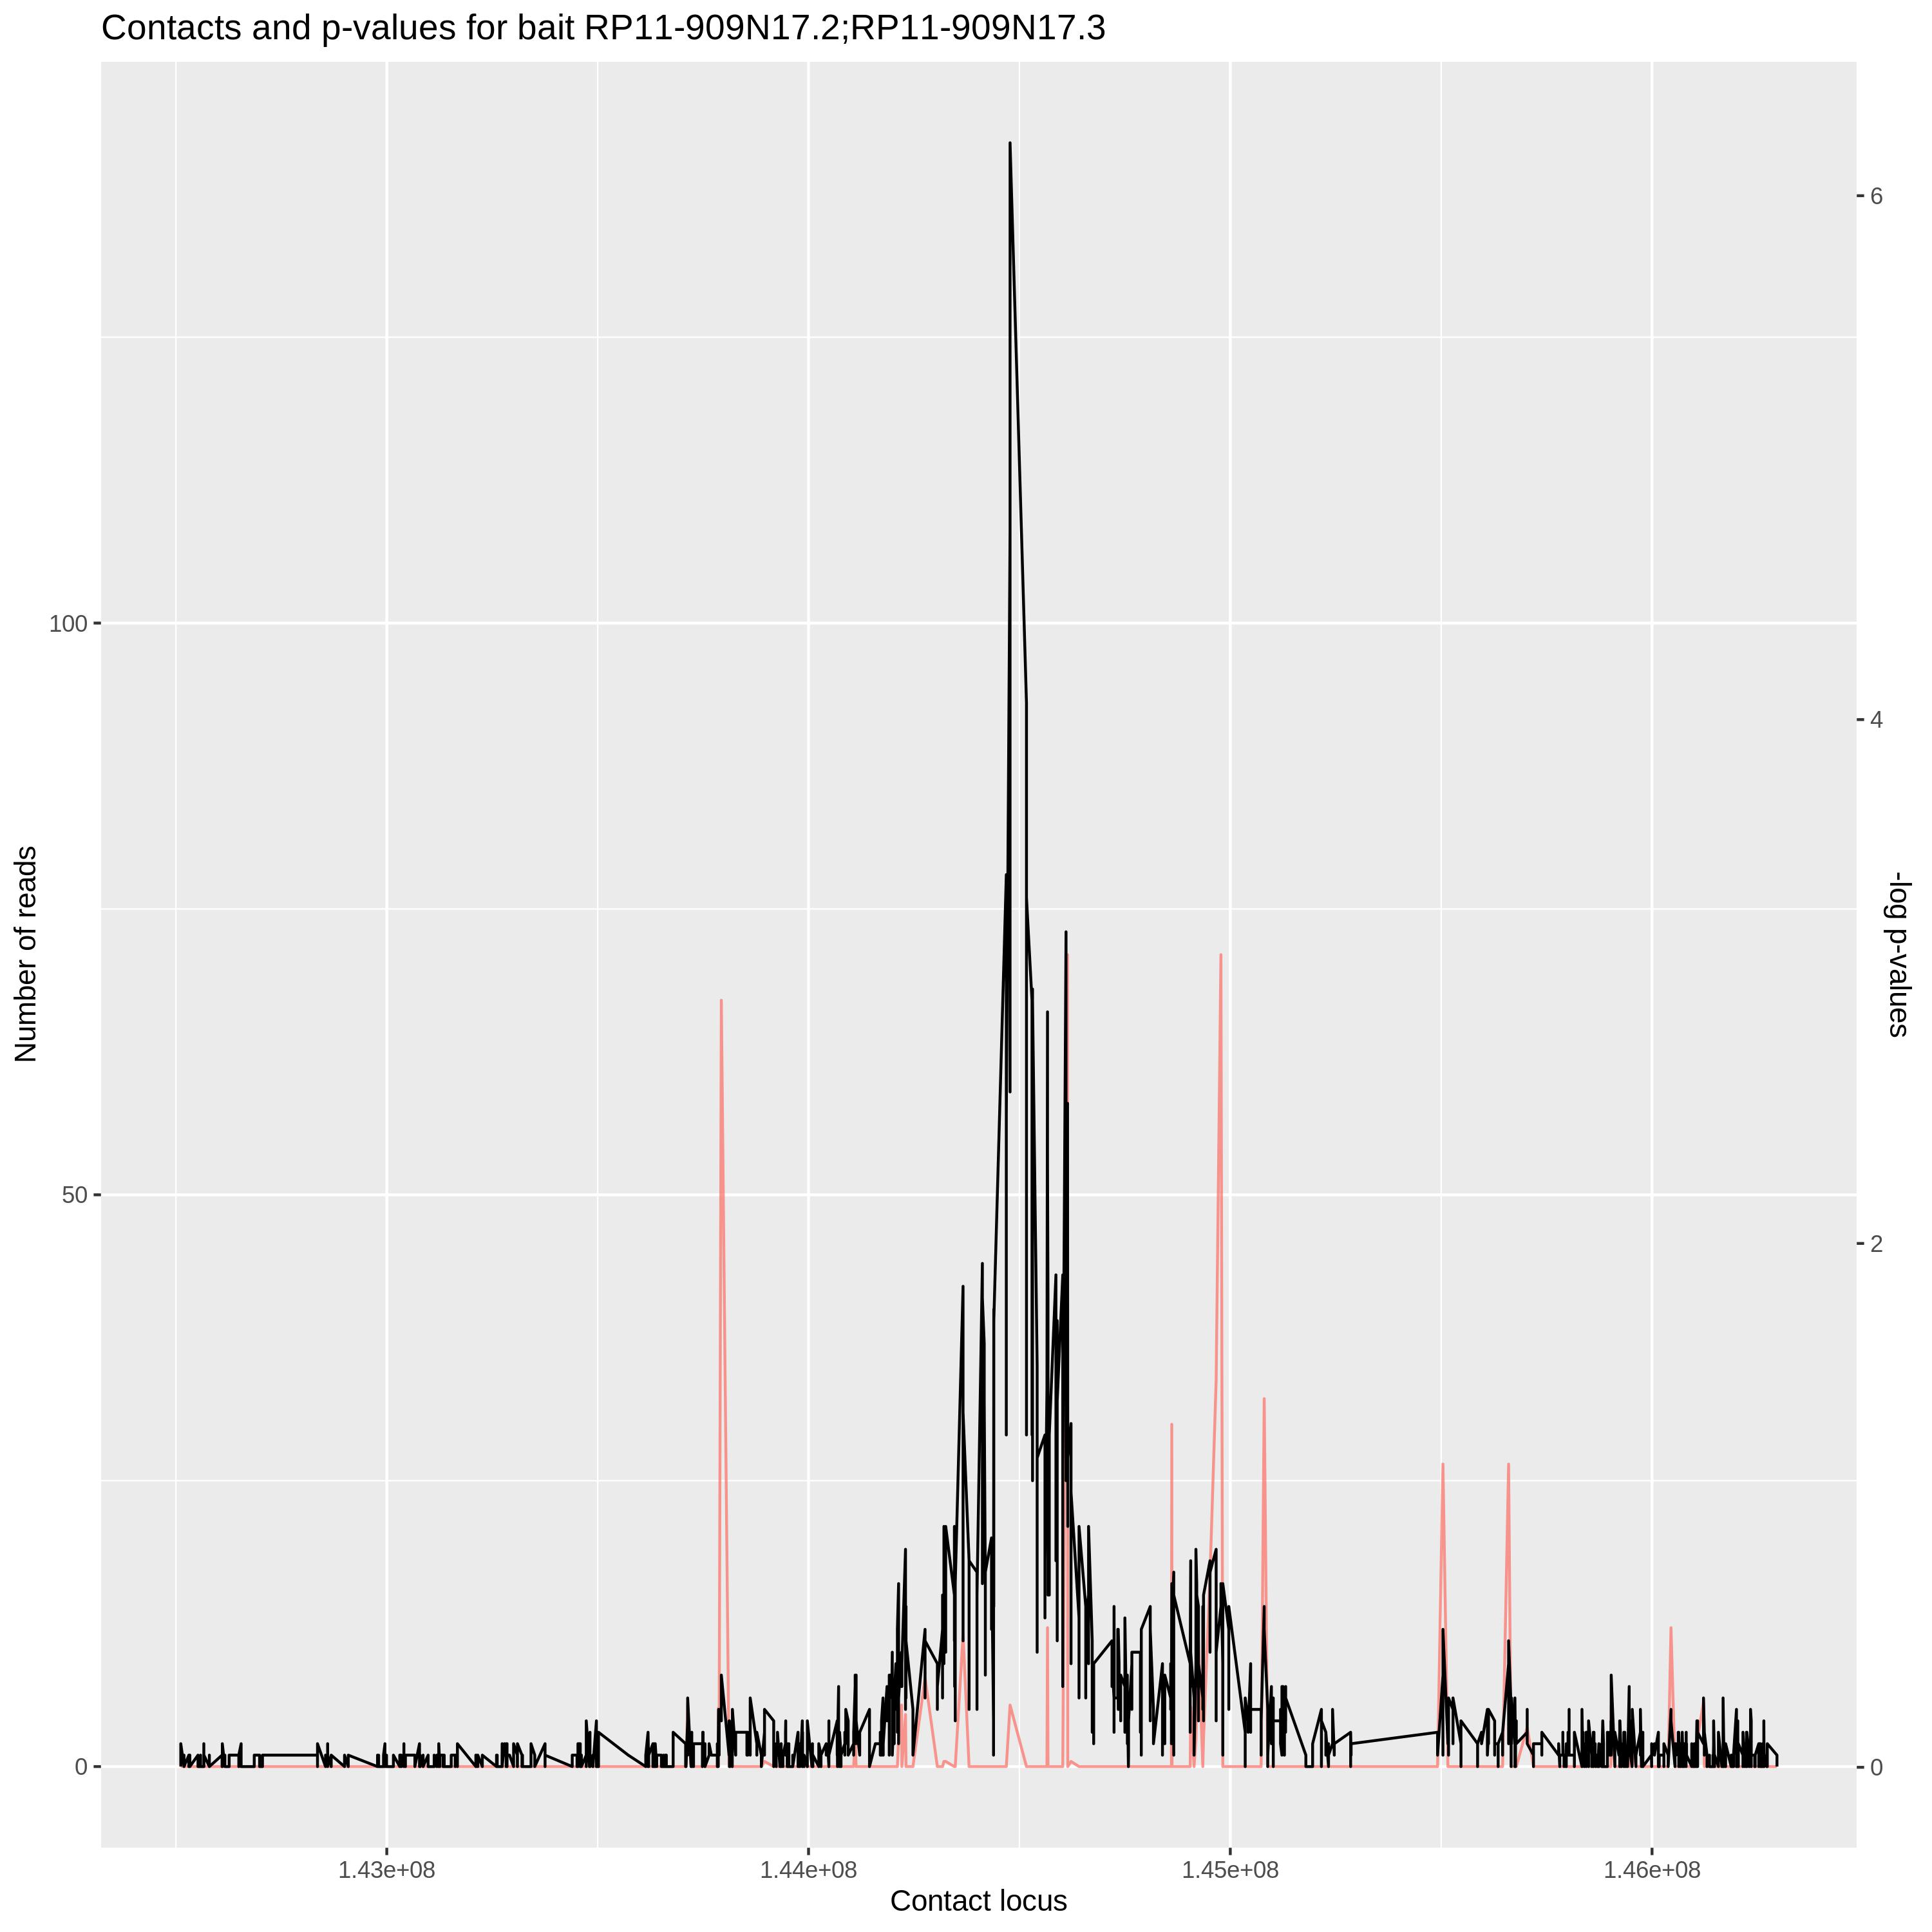 Contacts and p-values for bait RP11-909N17.2;RP11-909N17.3
Number of reads
100
50
0
6
4
2
0
-log p-values
1.43e+08
1.44e+08
1.45e+08
1.46e+08
Contact locus